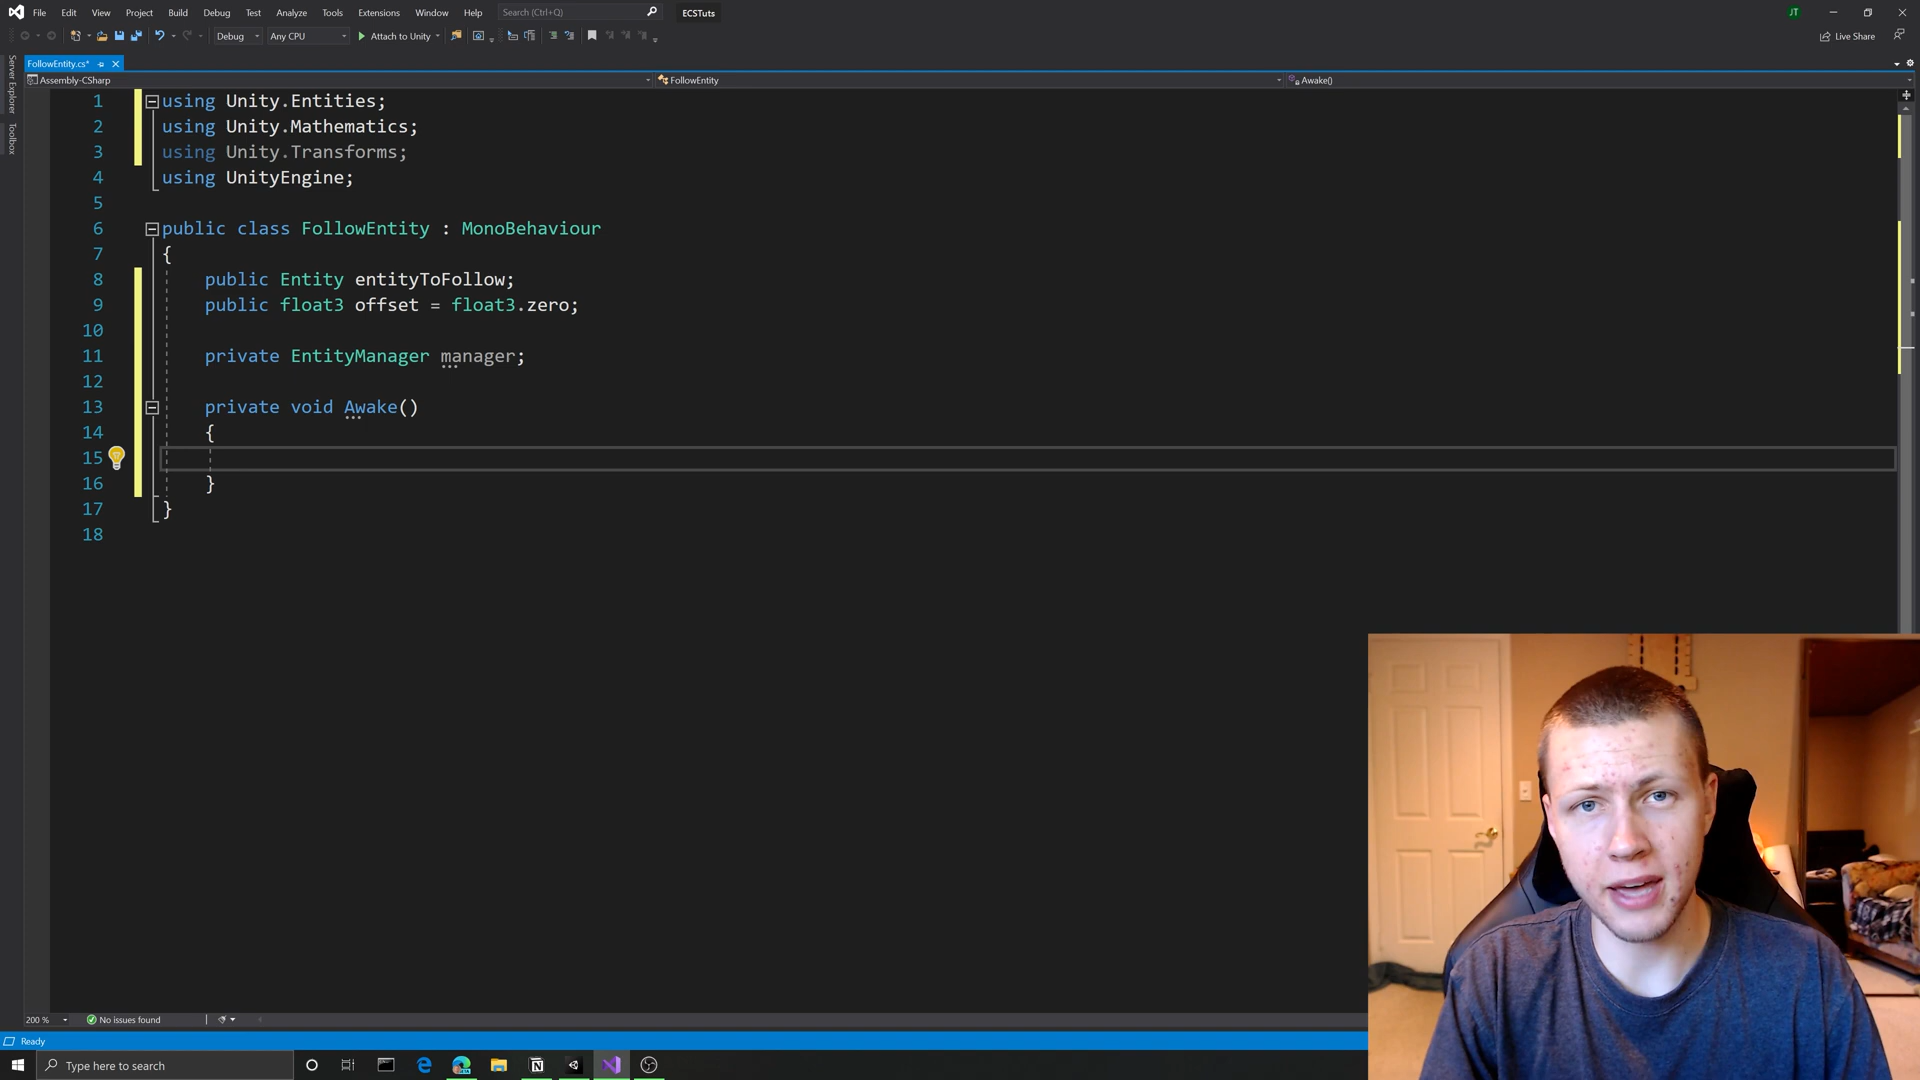 File Edit View Project Build Debug Test Analyze Tools Extensions Window Help Search (Ctrl+Q) ECSTuts JT
Debug Any CPU Attach to Unity Live Share
FollowEntity.cs*
Assembly-CSharp FollowEntity Awake()
Server Explorer
Toolbox
1 using Unity.Entities;
2 using Unity.Mathematics;
3 using Unity.Transforms;
4 using UnityEngine;
5
6 public class FollowEntity : MonoBehaviour
7 {
8 public Entity entityToFollow;
9 public float3 offset = float3.zero;
10
11 private EntityManager manager;
12
13 private void Awake()
14 {
15
16 }
17 }
18
200 % No issues found
Ready
Type here to search